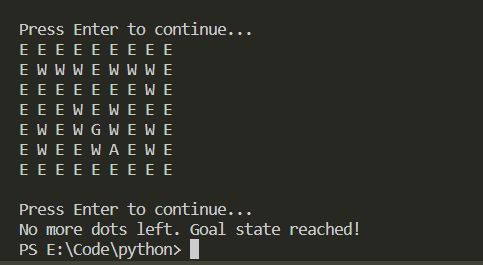 Press Enter to continue...
E E E E E E E E E
E W W W E W W W E
E E E E E E E W E
E E E W E W E E E
E W E W G W E W E
E W E E W A E W E
E E E E E E E E E
Press Enter to continue...
No more dots left. Goal state reached!
PS E:\Code\python>